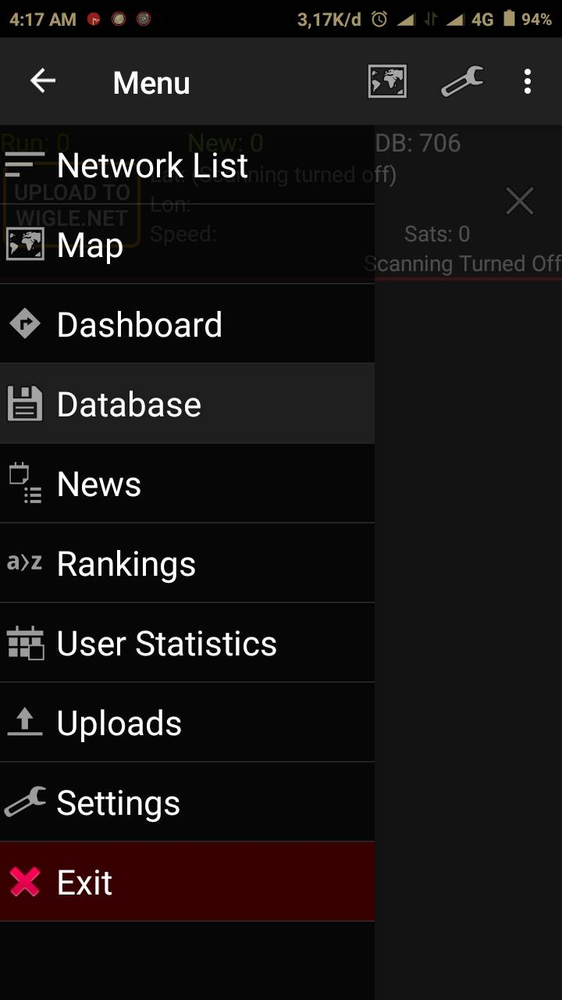 4:17 AM 3,17K/d 4G 94%
Menu
Run: 0 New: 0 DB: 706
Network List
Lat: (Scanning turned off)
UPLOAD TO
WIGLE.NET
Lon:
Speed: Sats: 0
Map
Scanning Turned Off
Dashboard
Database
News
a›z Rankings
User Statistics
Uploads
Settings
Exit